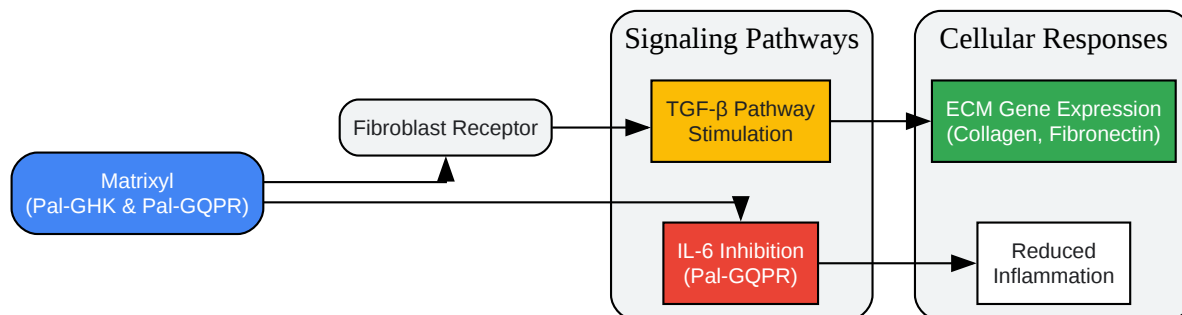 Signaling Pathways
Cellular Responses
TGF-β Pathway
Stimulation
ECM Gene Expression
(Collagen, Fibronectin)
Fibroblast Receptor
Matrixyl
(Pal-GHK & Pal-GQPR)
IL-6 Inhibition
(Pal-GQPR)
Reduced
Inflammation